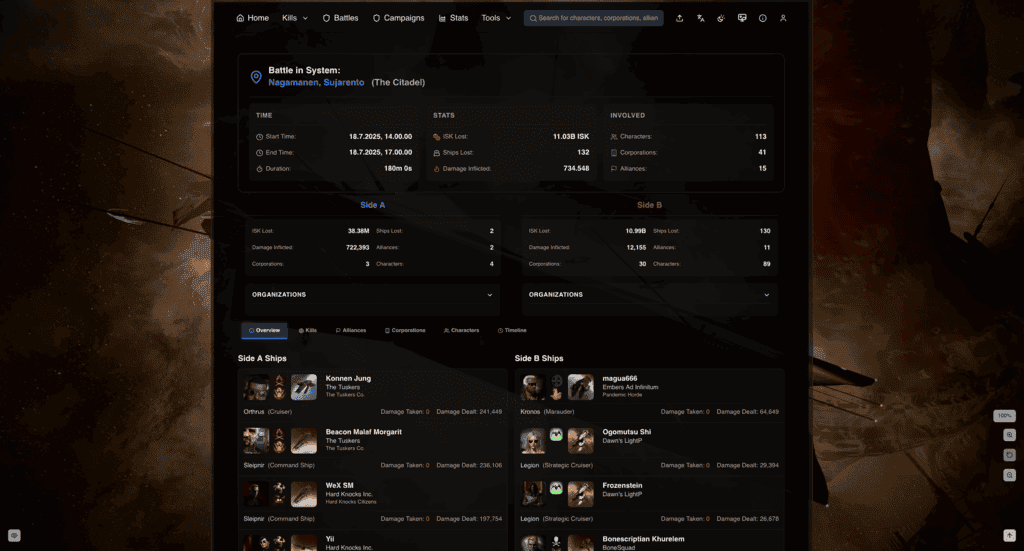 Home Kills Battles Campaigns Stats Tools Search for characters, corporations, allian
Battle in System:
Nagamanen, Sujarento (The Citadel)
TIME STATS INVOLVED
Start Time: 18.7.2025, 14.00.00 ISK Lost: 11.03B ISK Characters: 113
End Time: 18.7.2025, 17.00.00 Ships Lost: 132 Corporations: 41
Duration: 180m 0s Damage Inflicted: 734.548 Alliances: 15
Side A Side B
ISK Lost: 38.38M Ships Lost: 2 ISK Lost: 10.99B Ships Lost: 130
Damage Inflicted: 722,393 Alliances: 2 Damage Inflicted: 12,155 Alliances: 11
Corporations: 3 Characters: 4 Corporations: 30 Characters: 89
ORGANIZATIONS ORGANIZATIONS
Overview Kills Alliances Corporations Characters Timeline
Side A Ships Side B Ships
Konnen Jung magua666
The Tuskers Embers Ad Infinitum
The Tuskers Co. Pandemic Horde
Orthrus (Cruiser) Damage Taken: 0 Damage Dealt: 241,449 Kronos (Marauder) Damage Taken: 0 Damage Dealt: 64,649
Beacon Malaf Morgarit Ogomutsu Shi
The Tuskers Dawn's LightP
The Tuskers Co.
Sleipnir (Command Ship) Damage Taken: 0 Damage Dealt: 236,106 Legion (Strategic Cruiser) Damage Taken: 0 Damage Dealt: 29,394
WeX SM Frozenstein
Hard Knocks Inc. Dawn's LightP
Hard Knocks Citizens
Sleipnir (Command Ship) Damage Taken: 0 Damage Dealt: 197,754 Legion (Strategic Cruiser) Damage Taken: 0 Damage Dealt: 26,678
Yii Bonescriptian Khurelem
Hard Knocks Inc. BoneSquad
100%